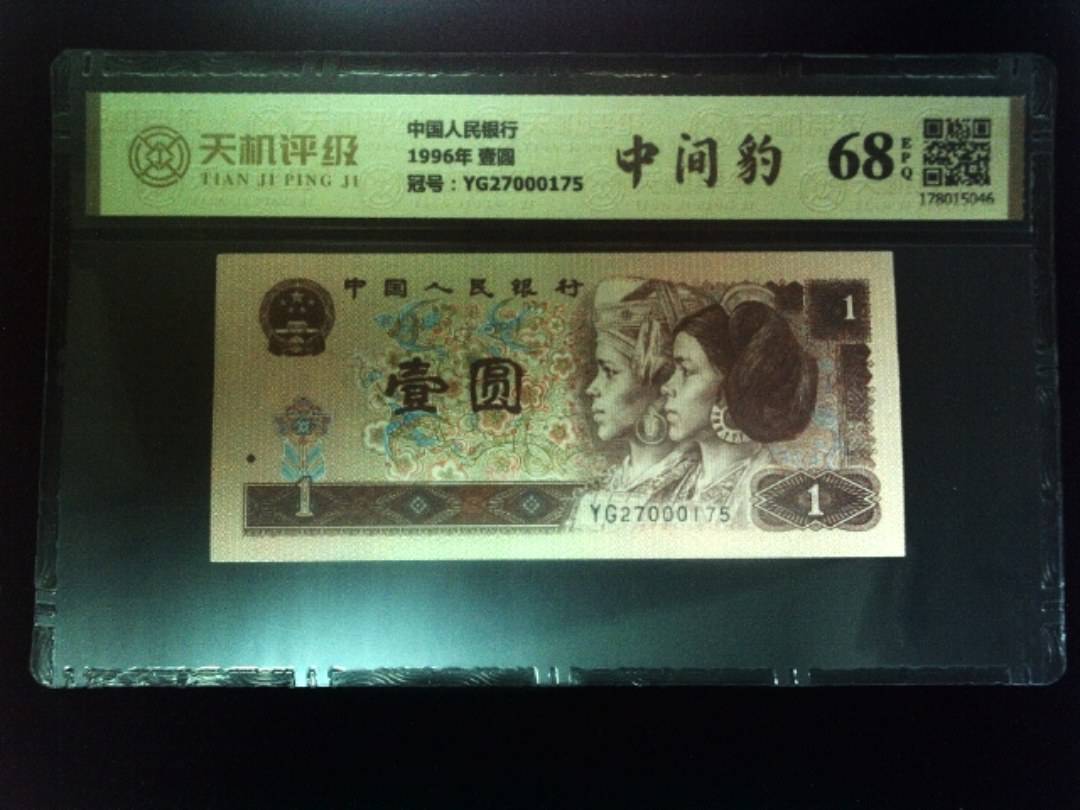 天机评级
TIAN JI PING JI
中国人民银行
1996年 壹圆
冠号：YG27000175
中间豹
68
EPQ
178015046
中国人民银行
1
壹圆
1
YG27000175
1